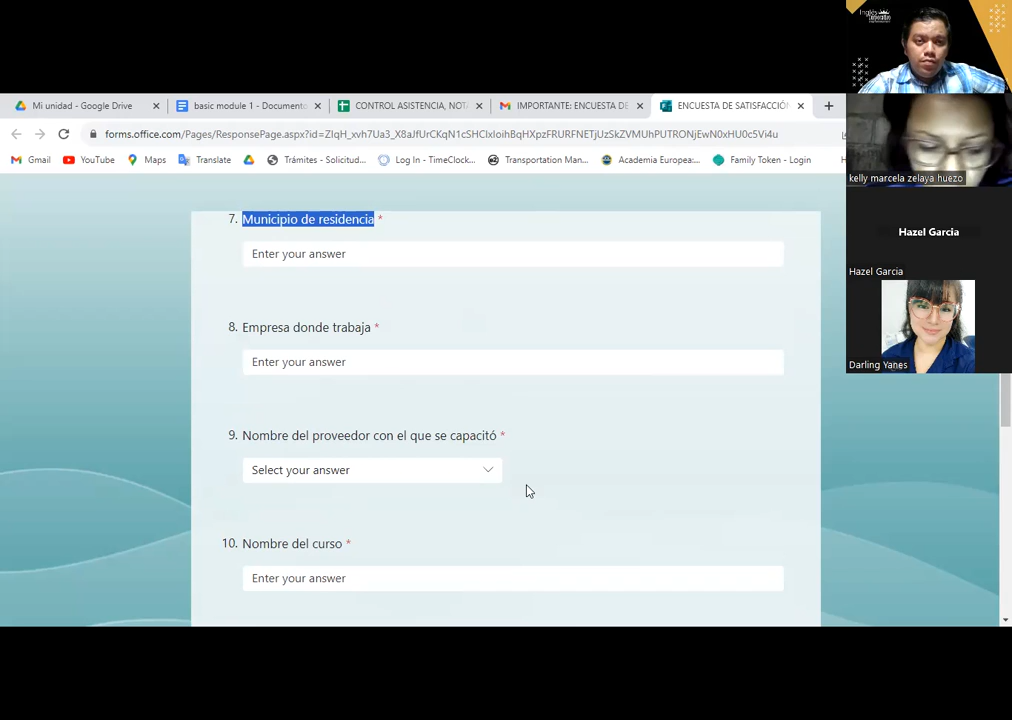 Inglés
Corporativo
Mi unidad - Google Drive
basic module 1 - Documento
CONTROL ASISTENCIA, NOT
IMPORTANTE: ENCUESTA DE
ENCUESTA DE SATISFACCIÓN
forms.office.com/Pages/ResponsePage.aspx?id=
Gmail
YouTube
Maps
Translate
Trámites - Solicitud...
Log In - TimeClock...
Transportation Man...
Academia Europea:...
Family Token - Login
7. Municipio de residencia *
Enter your answer
8. Empresa donde trabaja *
Enter your answer
9. Nombre del proveedor con el que se capacitó *
Select your answer
10. Nombre del curso *
Enter your answer
kelly marcela zelaya huezo
Hazel Garcia
Hazel Garcia
Darling Yanes